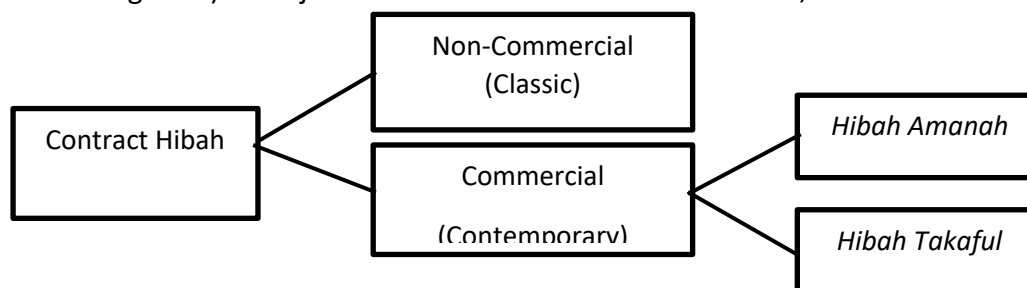 Non-Commercial
(Classic)
Contract Hibah
Hibah Amanah
Commercial
(Contemporary)
Hibah Takaful